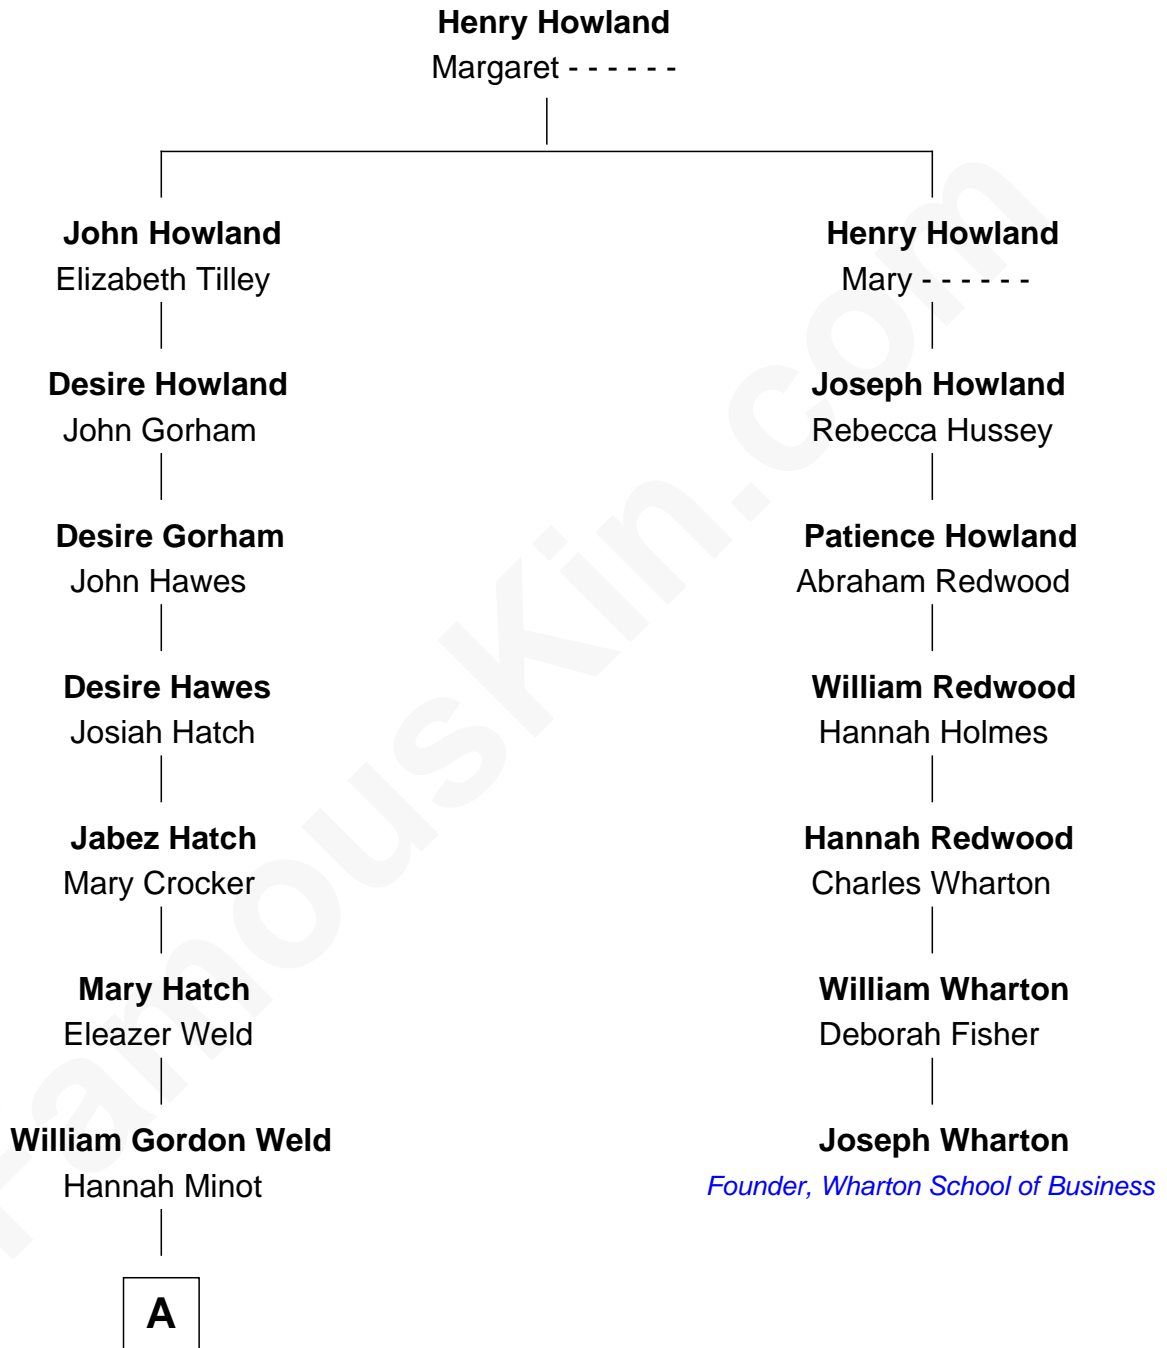 Henry Howland
Margaret - - - - - -
John Howland
Elizabeth Tilley
Henry Howland
Mary - - - - - -
Desire Howland
John Gorham
Joseph Howland
Rebecca Hussey
Desire Gorham
John Hawes
Patience Howland
Abraham Redwood
Desire Hawes
Josiah Hatch
William Redwood
Hannah Holmes
Jabez Hatch
Mary Crocker
Hannah Redwood
Charles Wharton
Mary Hatch
Eleazer Weld
William Wharton
Deborah Fisher
William Gordon Weld
Hannah Minot
Joseph Wharton
Founder, Wharton School of Business
A
FamousKin.com